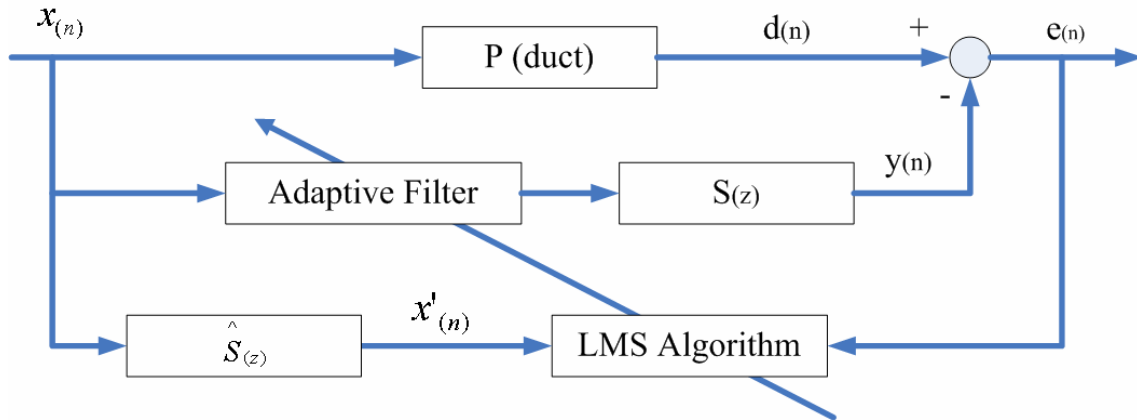 x(n)
P (duct)
d(n)
+
e(n)
-
Adaptive Filter
S(z)
y(n)
Ŝ(z)
x'(n)
LMS Algorithm